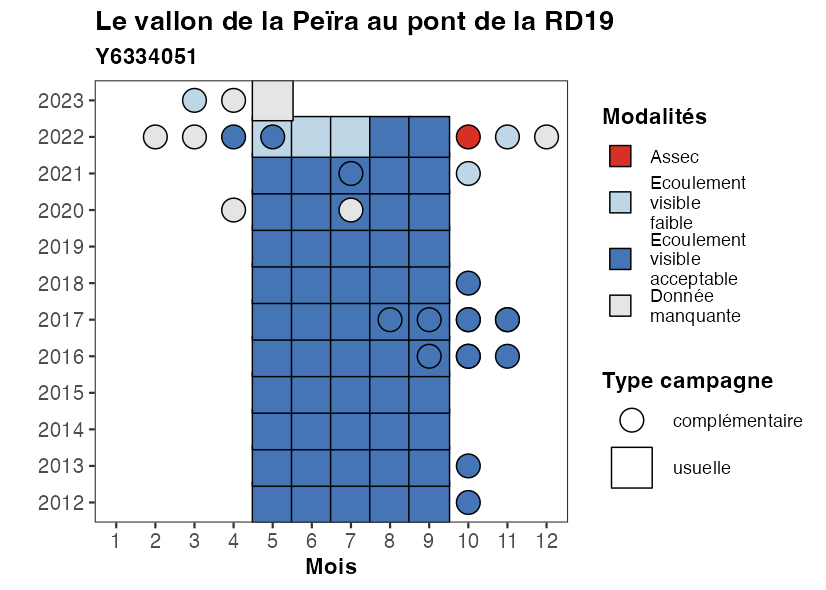 Le vallon de la Peïra au pont de la RD19
Y6334051
2023
2022
2021
2020
2019
2018
2017
2016
2015
2014
2013
2012
1 2 3 4 5 6 7 8 9 10 11 12
Mois
Modalités
Assec
Ecoulement
visible
faible
Ecoulement
visible
acceptable
Donnée
manquante
Type campagne
complémentaire
usuelle